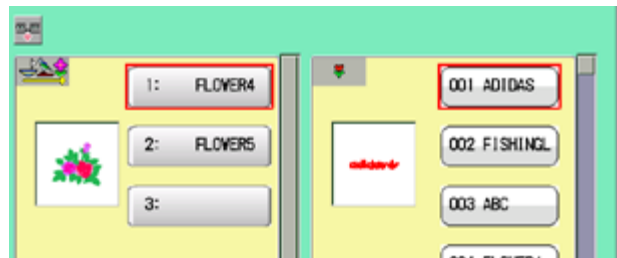 1: FLOWER4
2: FLOWER5
3:
001 ADIDAS
002 FISHINGL
003 ABC